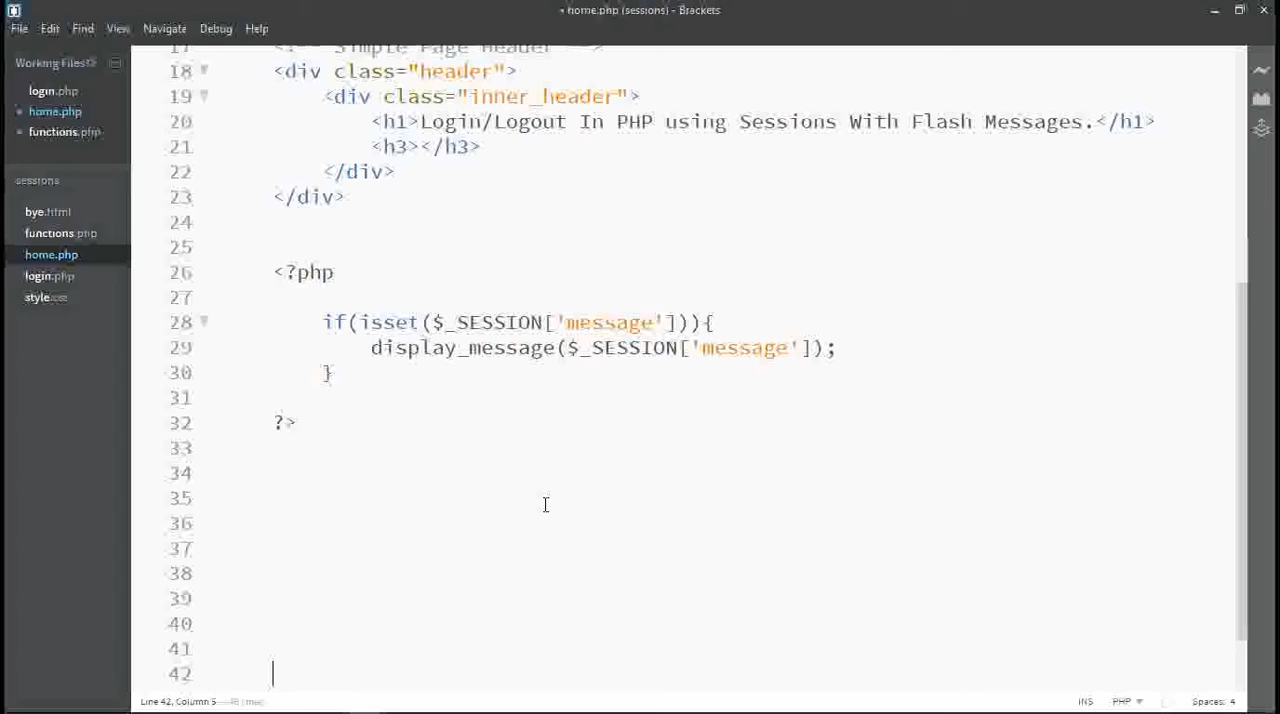 • home.php (sessions) - Brackets
File Edit Find View Navigate Debug Help
Working Files
login.php
home.php
functions.php
sessions
bye.html
functions.php
home.php
login.php
style.css
17 <!-- Simple Page Header -->
18 <div class="header">
19 <div class="inner_header">
20 <h1>Login/Logout In PHP using Sessions With Flash Messages.</h1>
21 <h3></h3>
22 </div>
23 </div>
24
25
26 <?php
27
28 if(isset($_SESSION['message'])){
29 display_message($_SESSION['message']);
30 }
31
32 ?>
33
34
35
36
37
38
39
40
41
42
Line 42, Column 5
INS PHP Spaces: 4